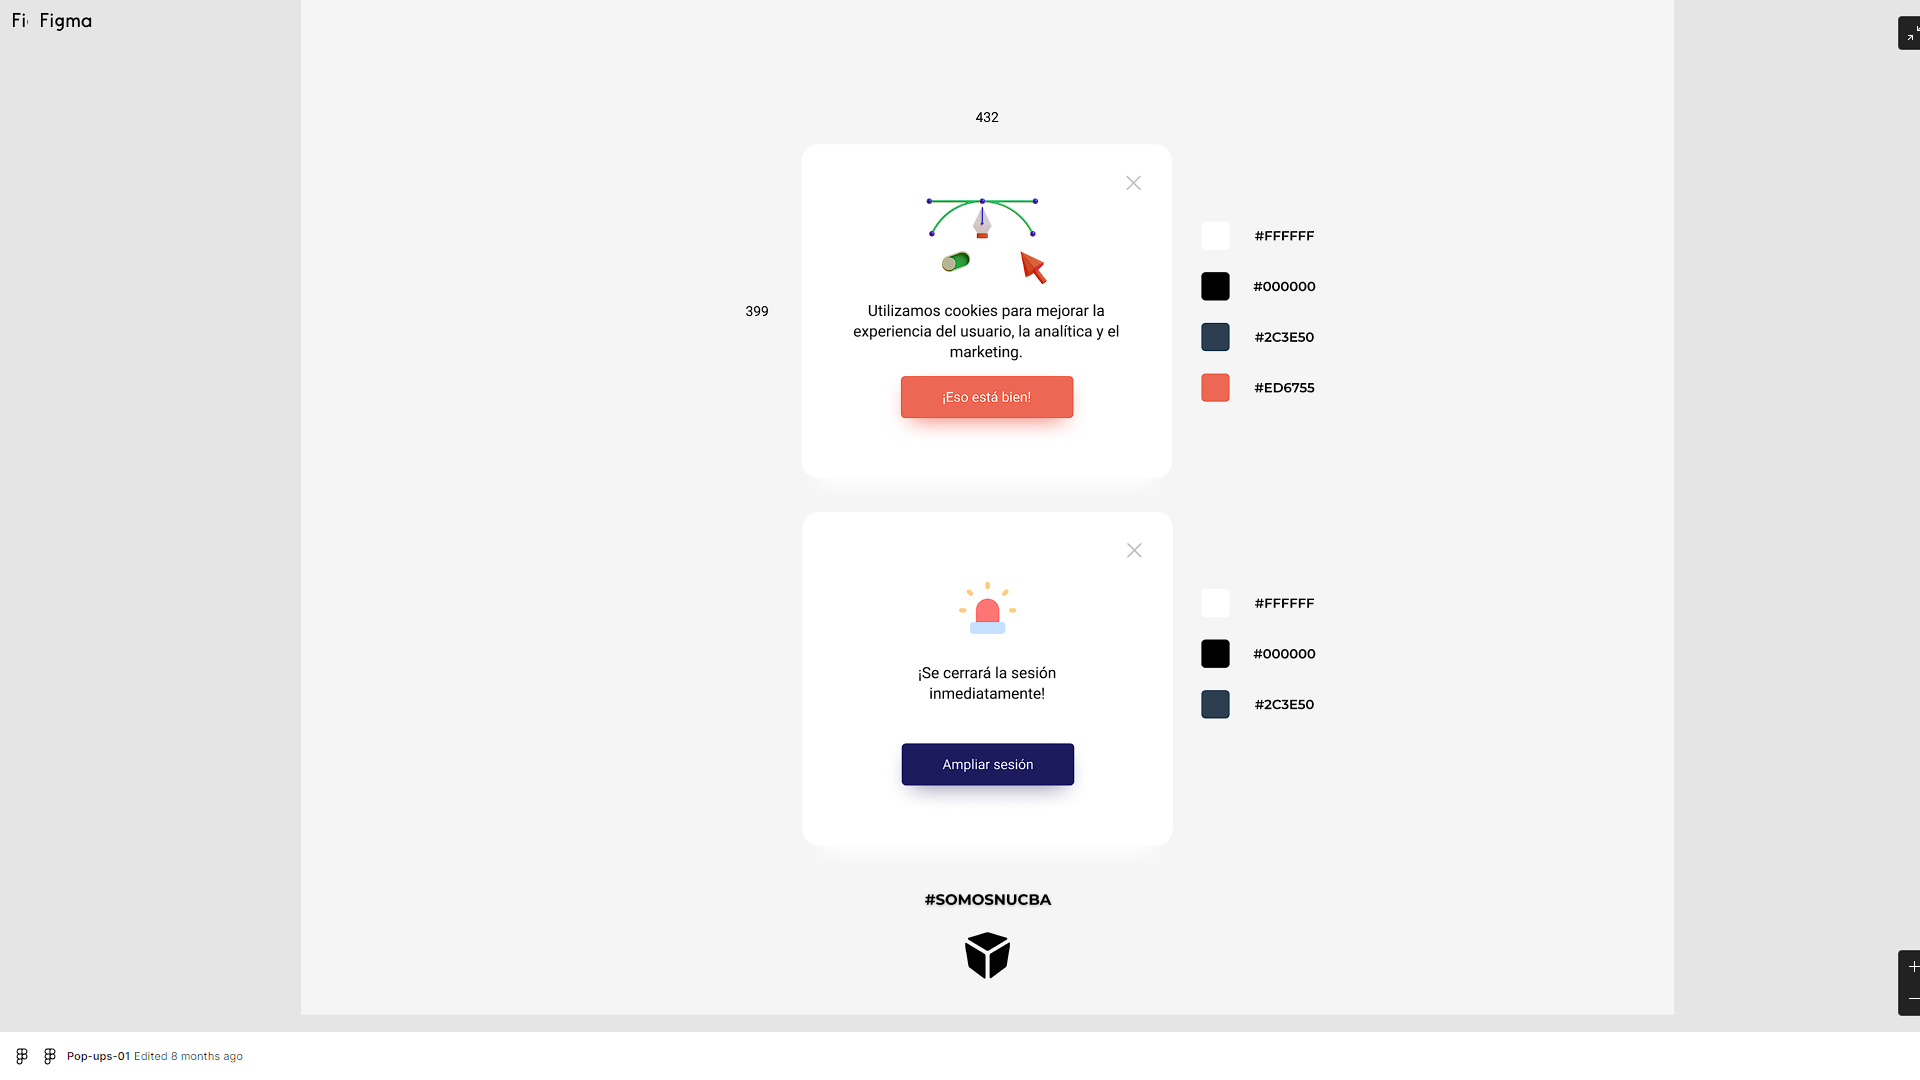 Fi Figma
432
399
Utilizamos cookies para mejorar la
experiencia del usuario, la analítica y el
marketing.
¡Eso está bien!
#FFFFFF
#000000
#2C3E50
#ED6755
¡Se cerrará la sesión
inmediatamente!
Ampliar sesión
#FFFFFF
#000000
#2C3E50
#SOMOSNUCBA
Pop-ups-01 Edited 8 months ago